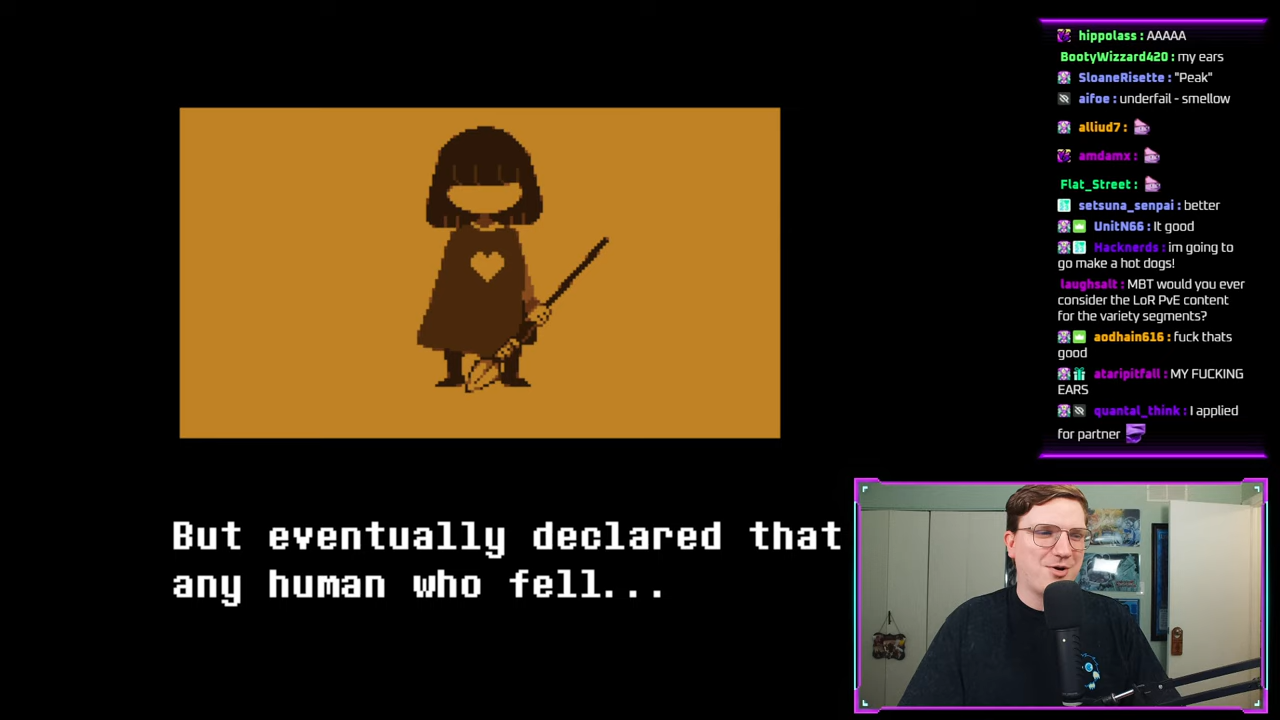 hippolass : AAAAA
BootyWizzard420 : my ears
SloaneRisette : "Peak"
aifoe : underfail - smellow
alliud7 :
amdamx :
Flat_Street :
setsuna_senpai : better
UnitN66 : It good
Hacknerds : im going to
go make a hot dogs!
laughsalt : MBT would you ever
consider the LoR PvE content
for the variety segments?
aodhain616 : fuck thats
good
ataripitfall : MY FUCKING
EARS
quantal_think : I applied
for partner
But eventually declared that
any human who fell...